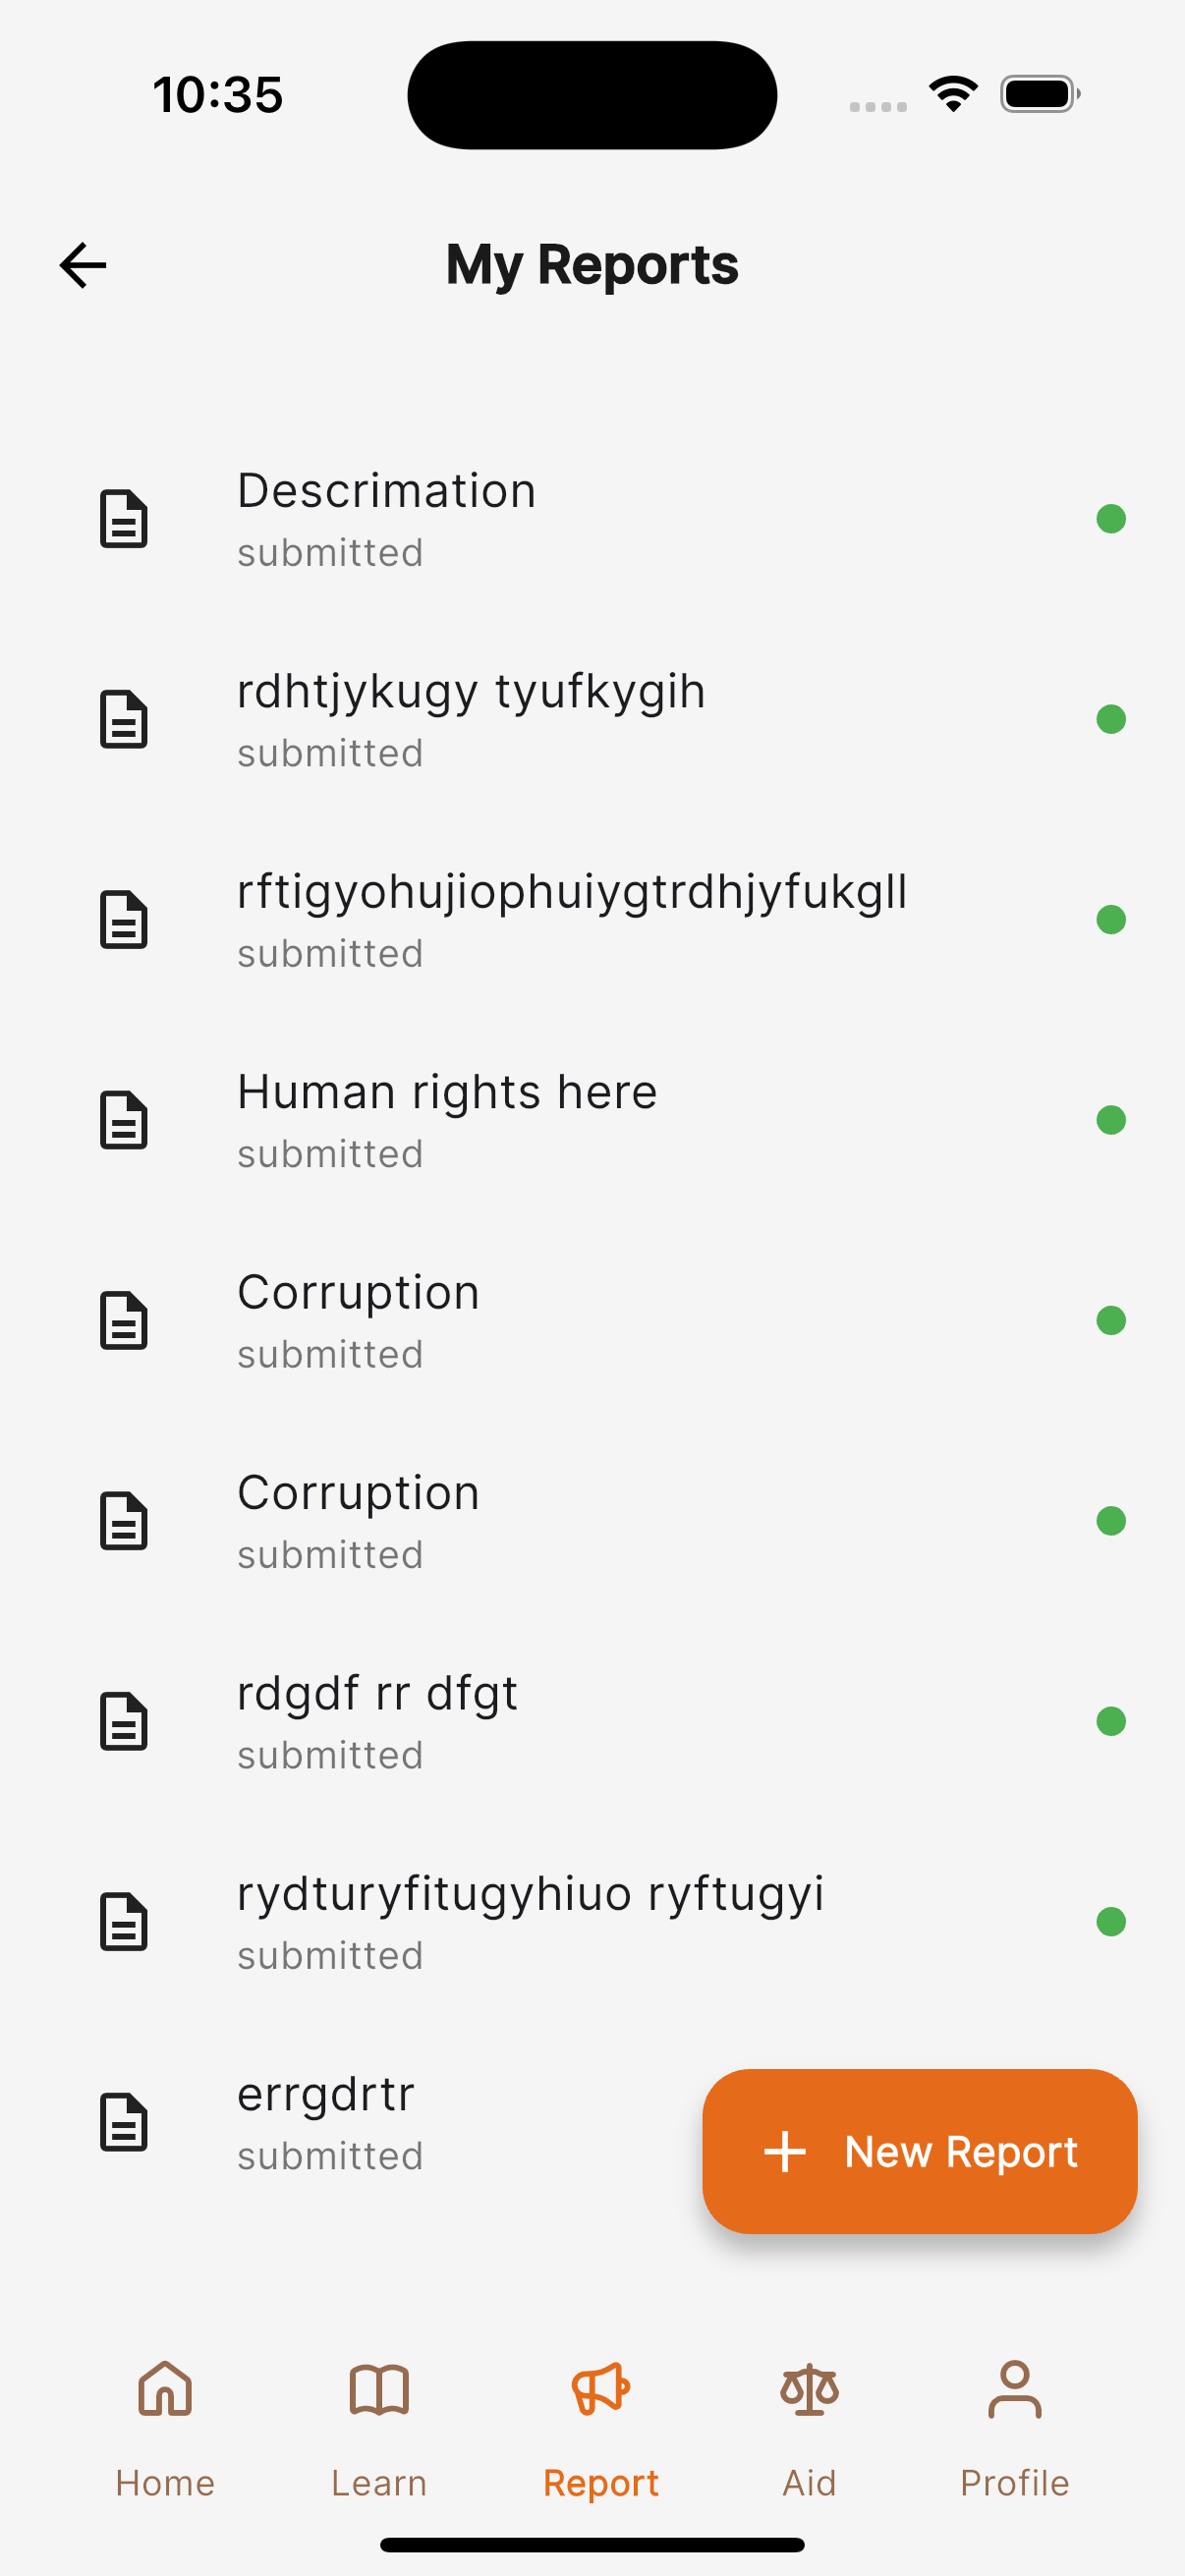 10:35
My Reports
Descrimation
submitted
rdhtjykugy tyufkygih
submitted
rftigyohujiophuiygtrdhjyfukgll
submitted
Human rights here
submitted
Corruption
submitted
Corruption
submitted
rdgdf rr dfgt
submitted
rydturyfitugyhiuo ryftugyi
submitted
errgdrtr
submitted
New Report
Home
Learn
Report
Aid
Profile